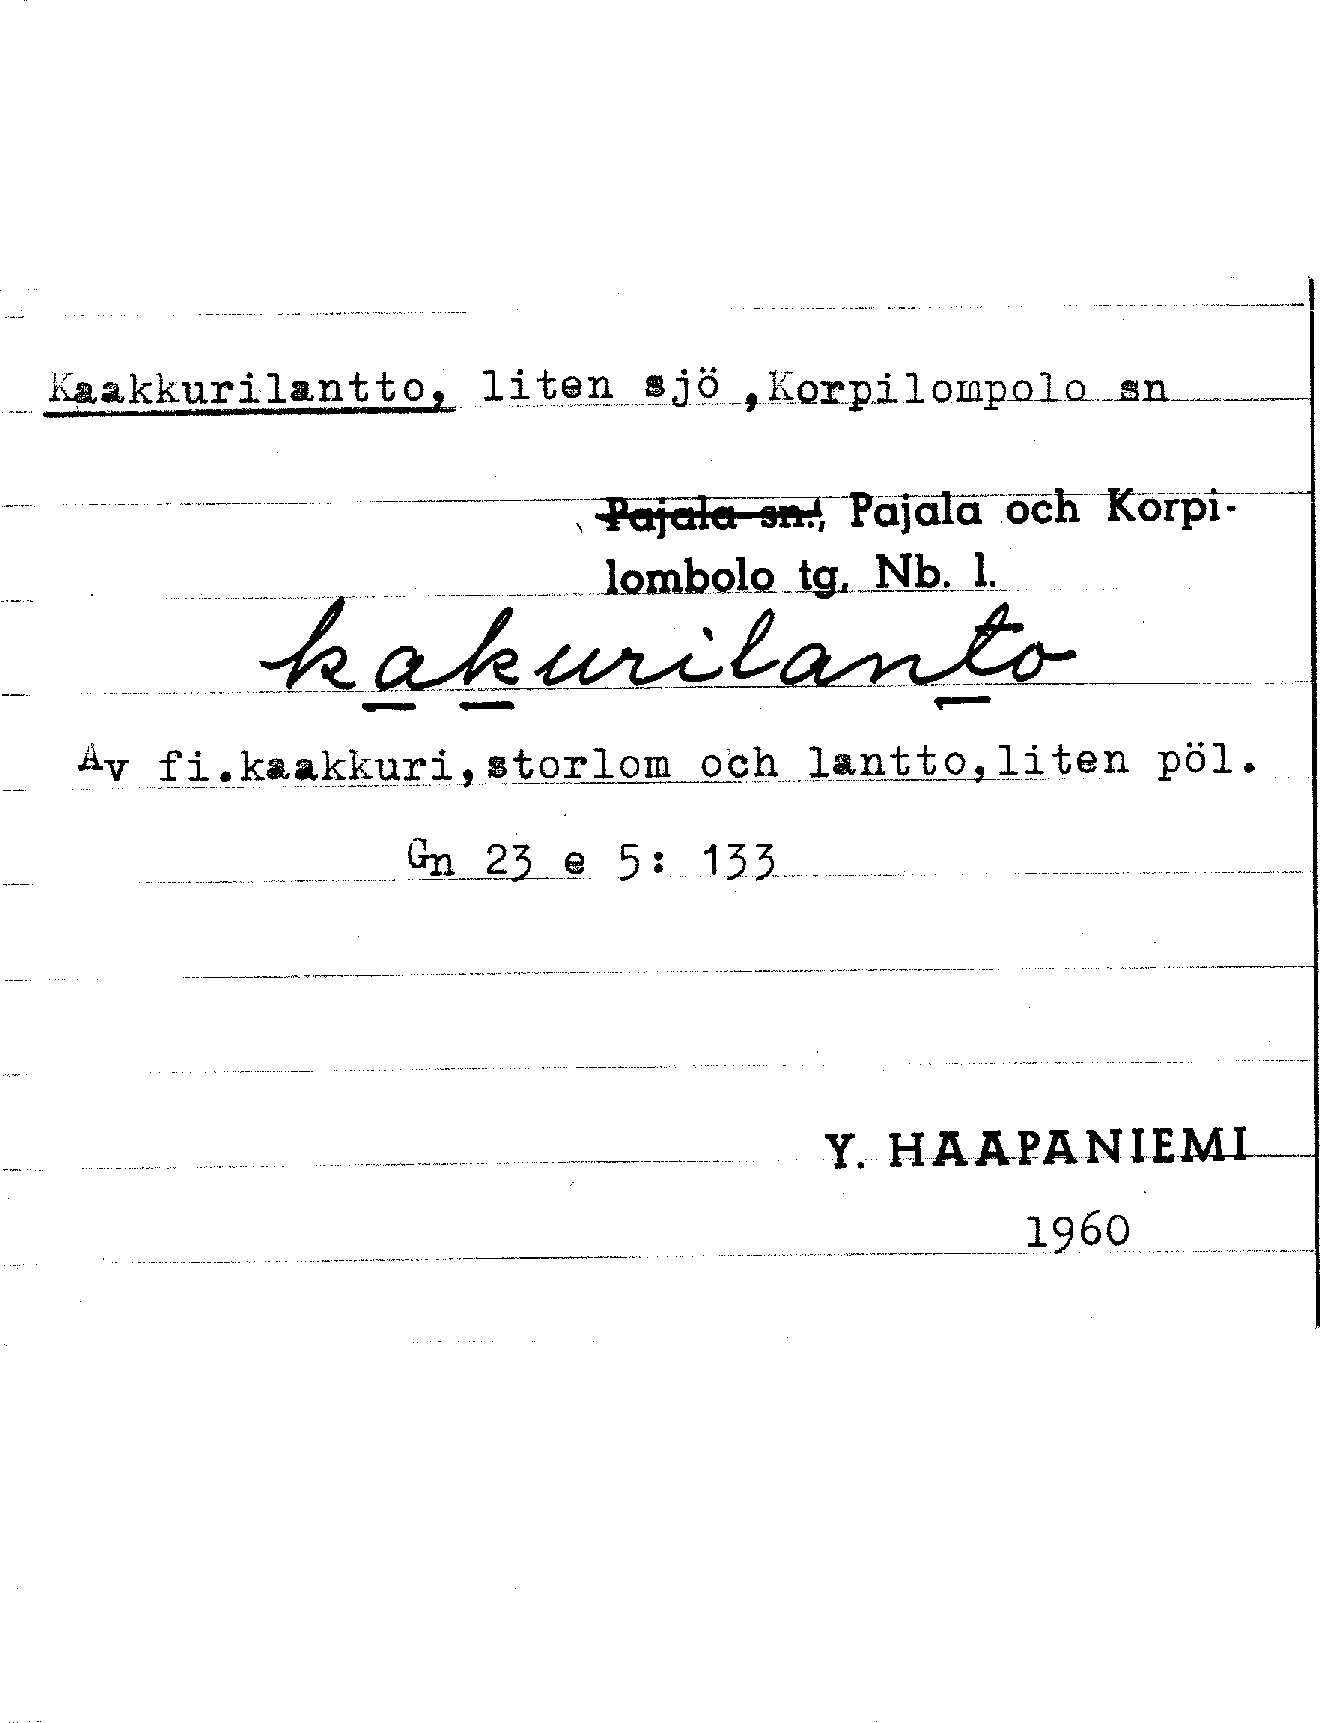 Kaakkurilantto, liten sjö ,Korpilompolo sn
Pajala sn., Pajala och Korpi-
lombolo tg, Nb. l.
kakurilanto
Av fi.kaakkuri,storlom och lantto,liten pöl.
Gn 23 e 5: 133
Y. HAAPANIEMI
1960